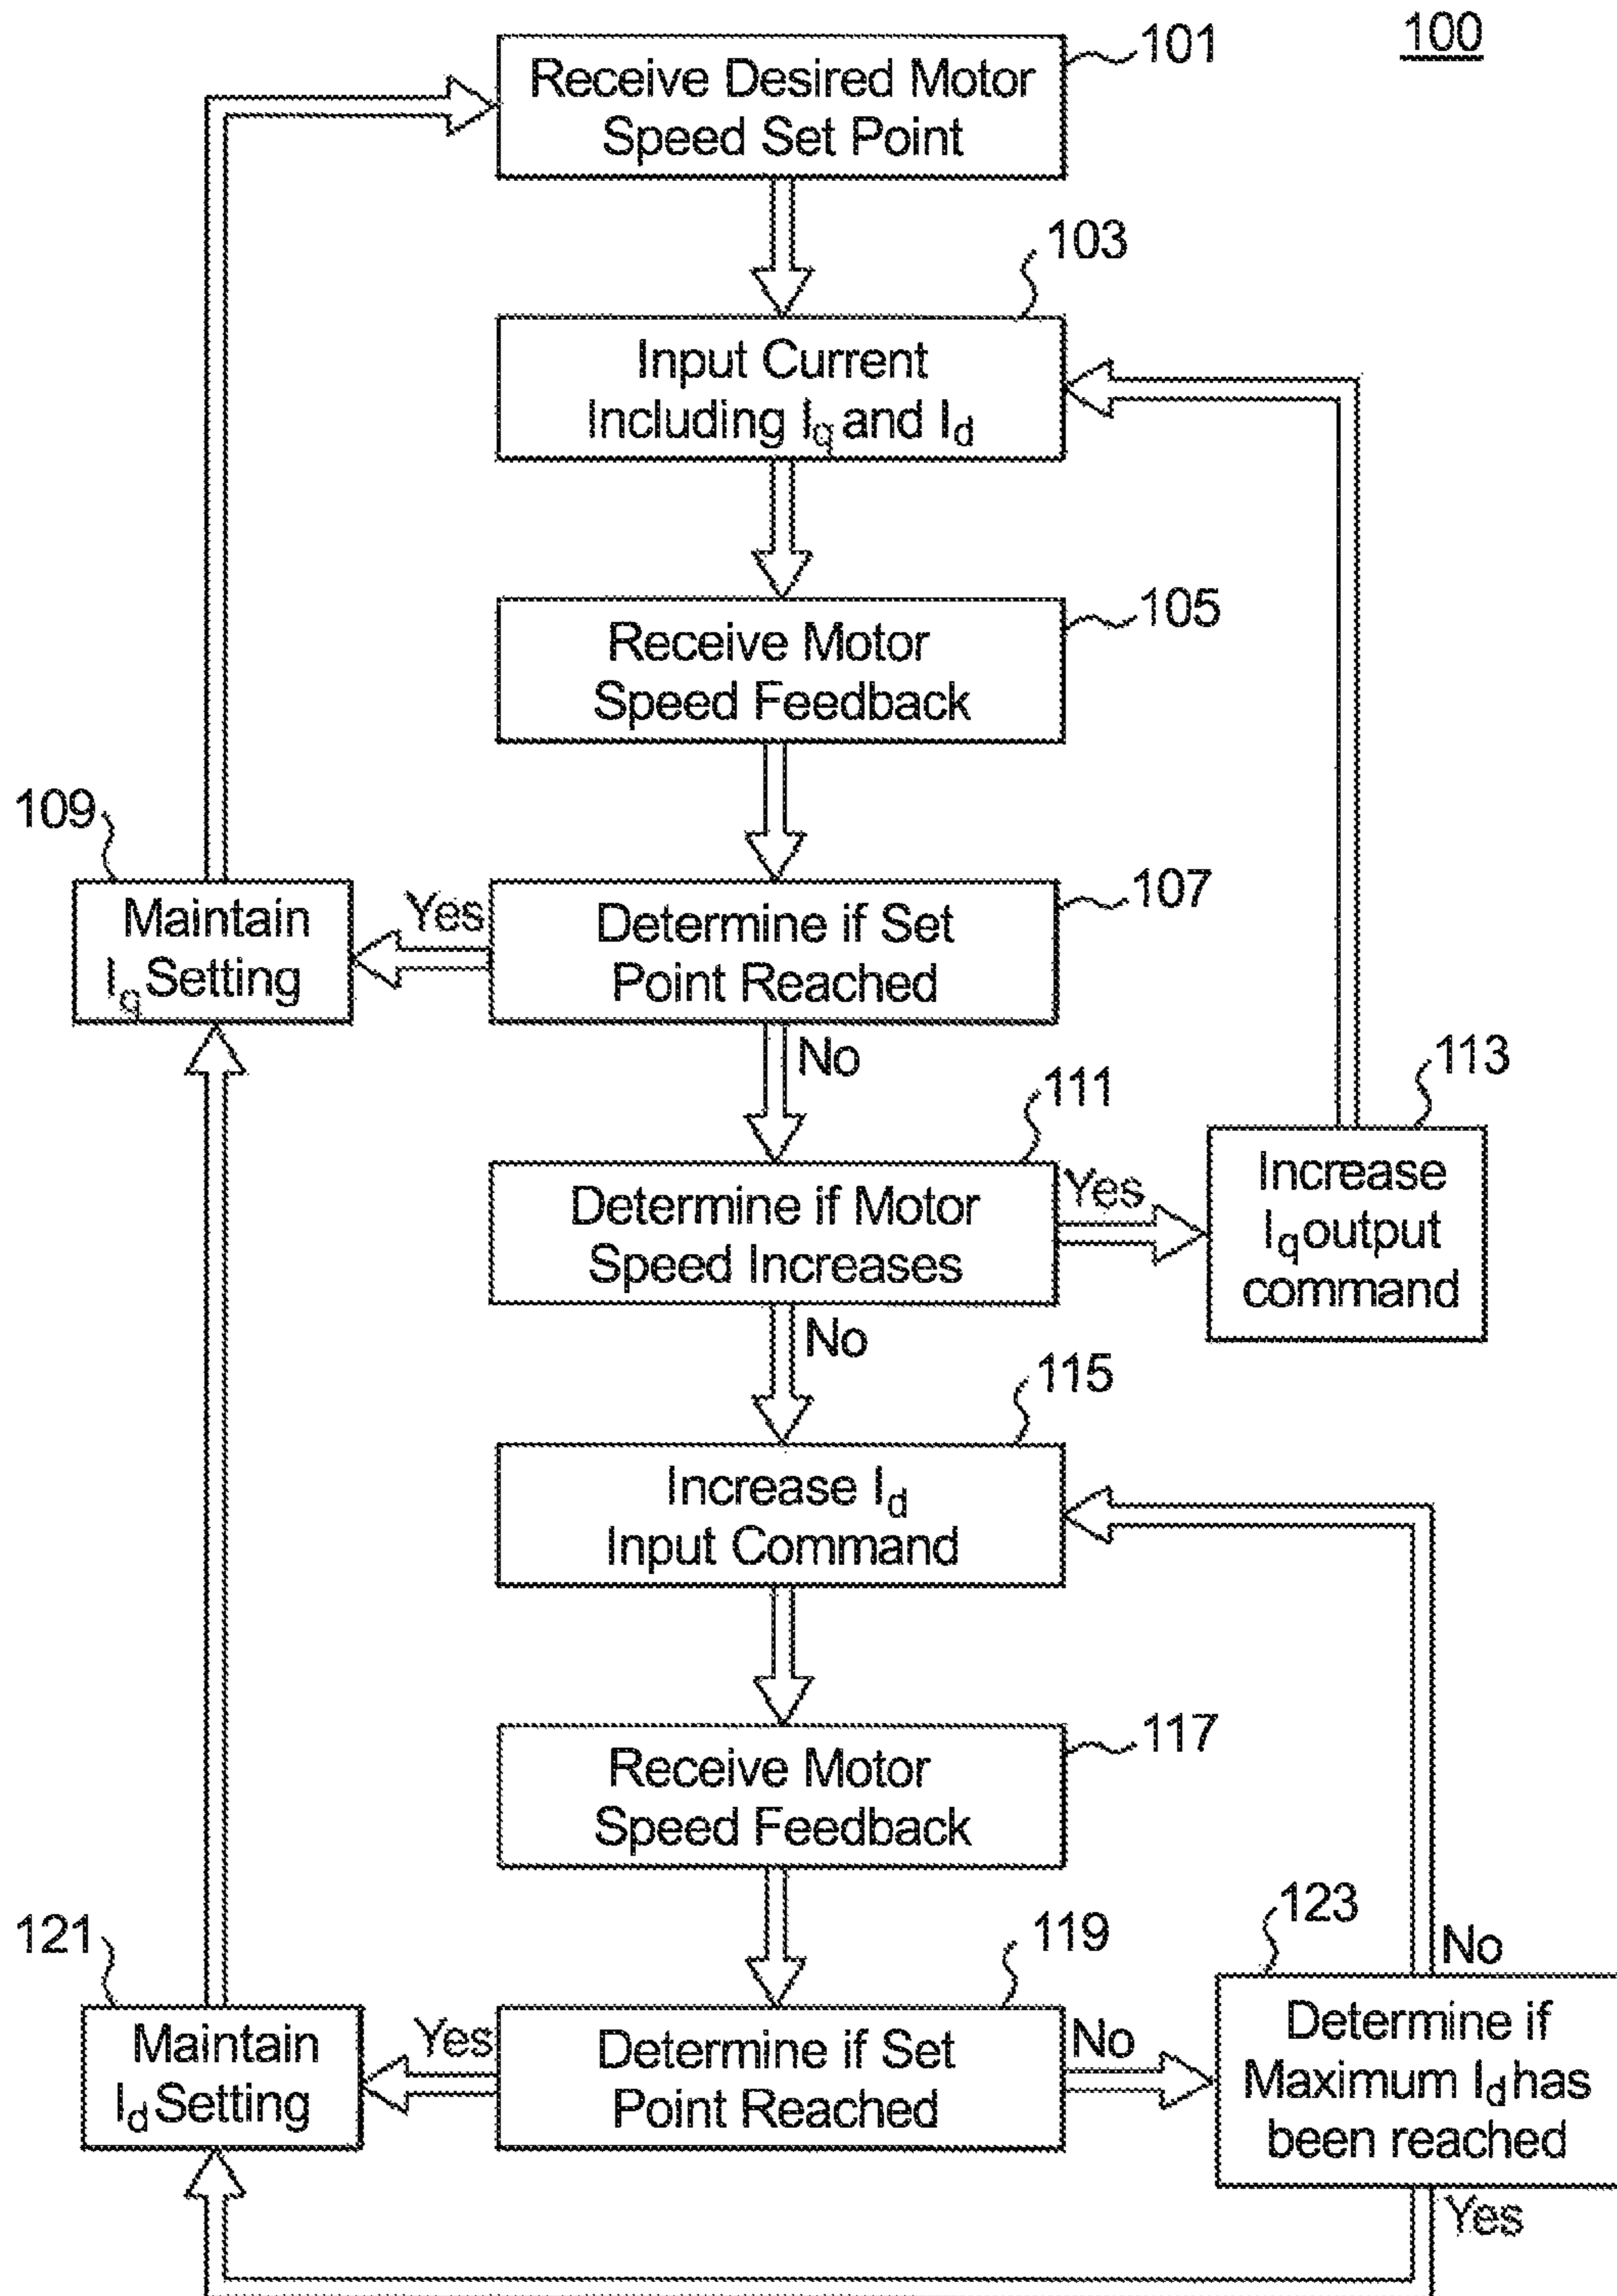 100
101
Receive Desired Motor
Speed Set Point
103
Input Current
Including Iq and Id
105
Receive Motor
Speed Feedback
109
Maintain
Iq Setting
Yes
107
Determine if Set
Point Reached
No
111
Determine if Motor
Speed Increases
Yes
113
Increase
Iq output
command
No
115
Increase Id
Input Command
117
Receive Motor
Speed Feedback
121
Maintain
Id Setting
Yes
119
Determine if Set
Point Reached
No
123
No
Determine if
Maximum Id has
been reached
Yes